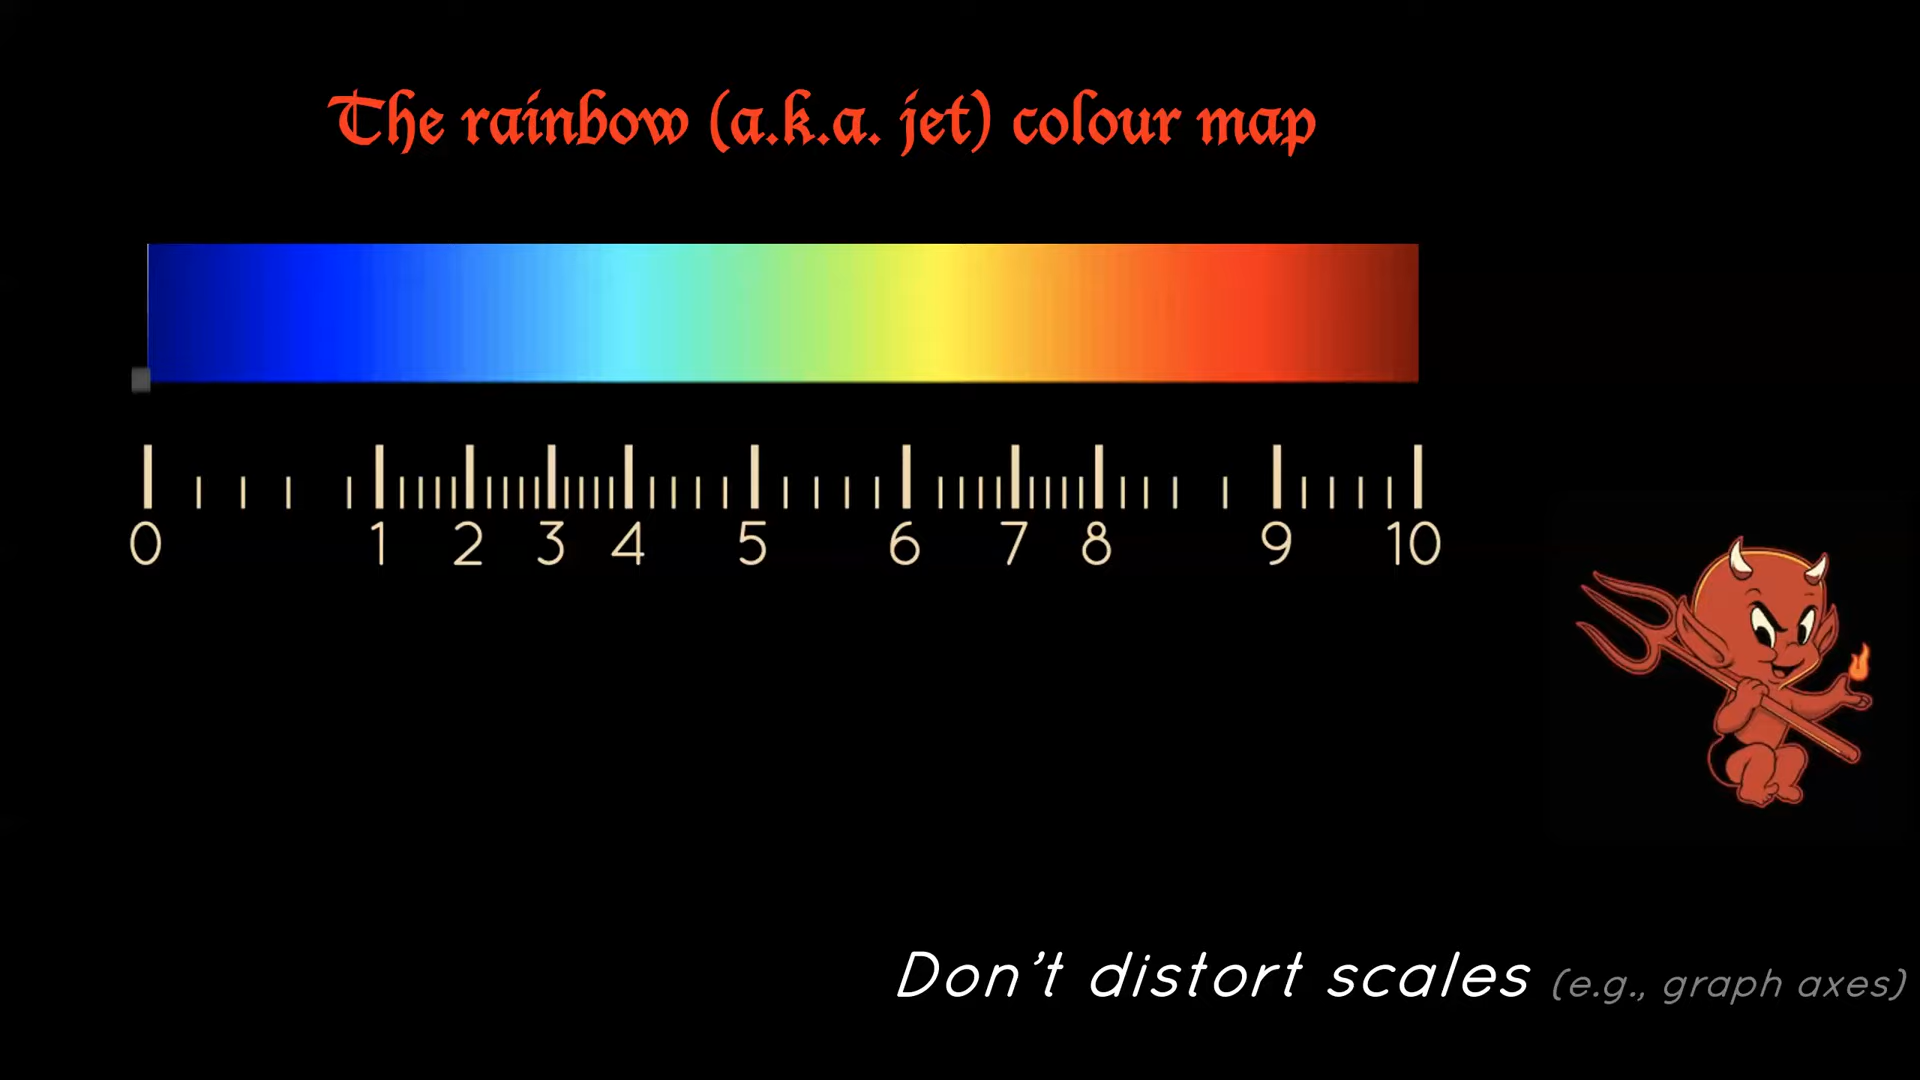 The rainbow (a.k.a. jet) colour map
0 1 2 3 4 5 6 7 8 9 10
Don't distort scales (e.g., graph axes)